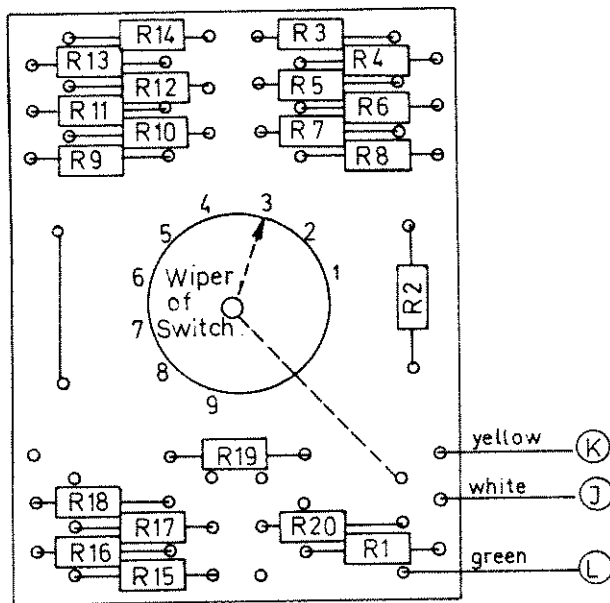 R14 R3
R13 R4
R12 R5
R11 R6
R10 R7
R9 R8
4 3
5 2
6 Wiper 1
of R2
7 Switch
8
9
yellow K
R19
white J
R18
R17 R20
R16 R1
green L
R15